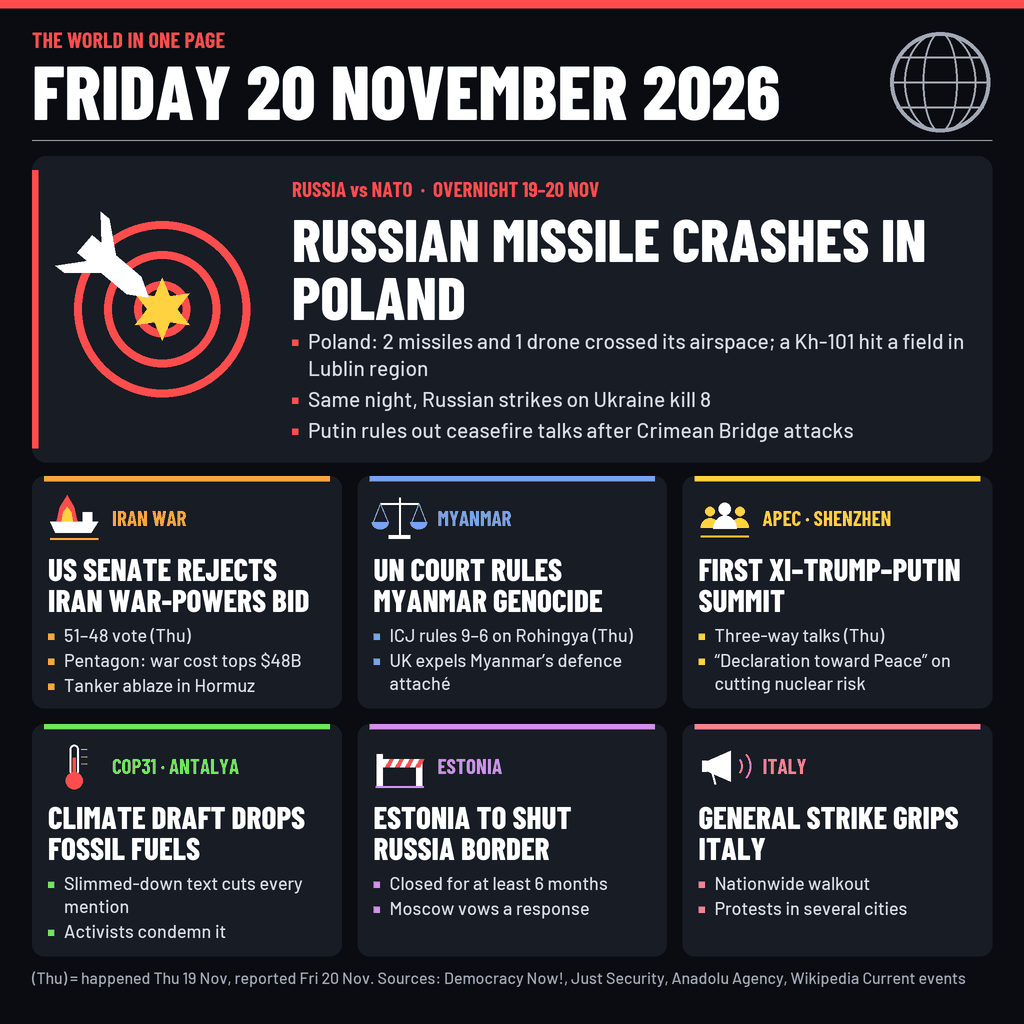 THE WORLD IN ONE PAGE
FRIDAY 20 NOVEMBER 2026
RUSSIA vs NATO · OVERNIGHT 19–20 NOV
RUSSIAN MISSILE CRASHES IN
POLAND
Poland: 2 missiles and 1 drone crossed its airspace; a Kh-101 hit a field in
Lublin region
Same night, Russian strikes on Ukraine kill 8
Putin rules out ceasefire talks after Crimean Bridge attacks
IRAN WAR
US SENATE REJECTS
IRAN WAR-POWERS BID
51–48 vote (Thu)
Pentagon: war cost tops $48B
Tanker ablaze in Hormuz
MYANMAR
UN COURT RULES
MYANMAR GENOCIDE
ICJ rules 9–6 on Rohingya (Thu)
UK expels Myanmar’s defence
attaché
APEC · SHENZHEN
FIRST XI–TRUMP–PUTIN
SUMMIT
Three-way talks (Thu)
“Declaration toward Peace” on
cutting nuclear risk
COP31 · ANTALYA
CLIMATE DRAFT DROPS
FOSSIL FUELS
Slimmed-down text cuts every
mention
Activists condemn it
ESTONIA
ESTONIA TO SHUT
RUSSIA BORDER
Closed for at least 6 months
Moscow vows a response
ITALY
GENERAL STRIKE GRIPS
ITALY
Nationwide walkout
Protests in several cities
(Thu) = happened Thu 19 Nov, reported Fri 20 Nov. Sources: Democracy Now!, Just Security, Anadolu Agency, Wikipedia Current events